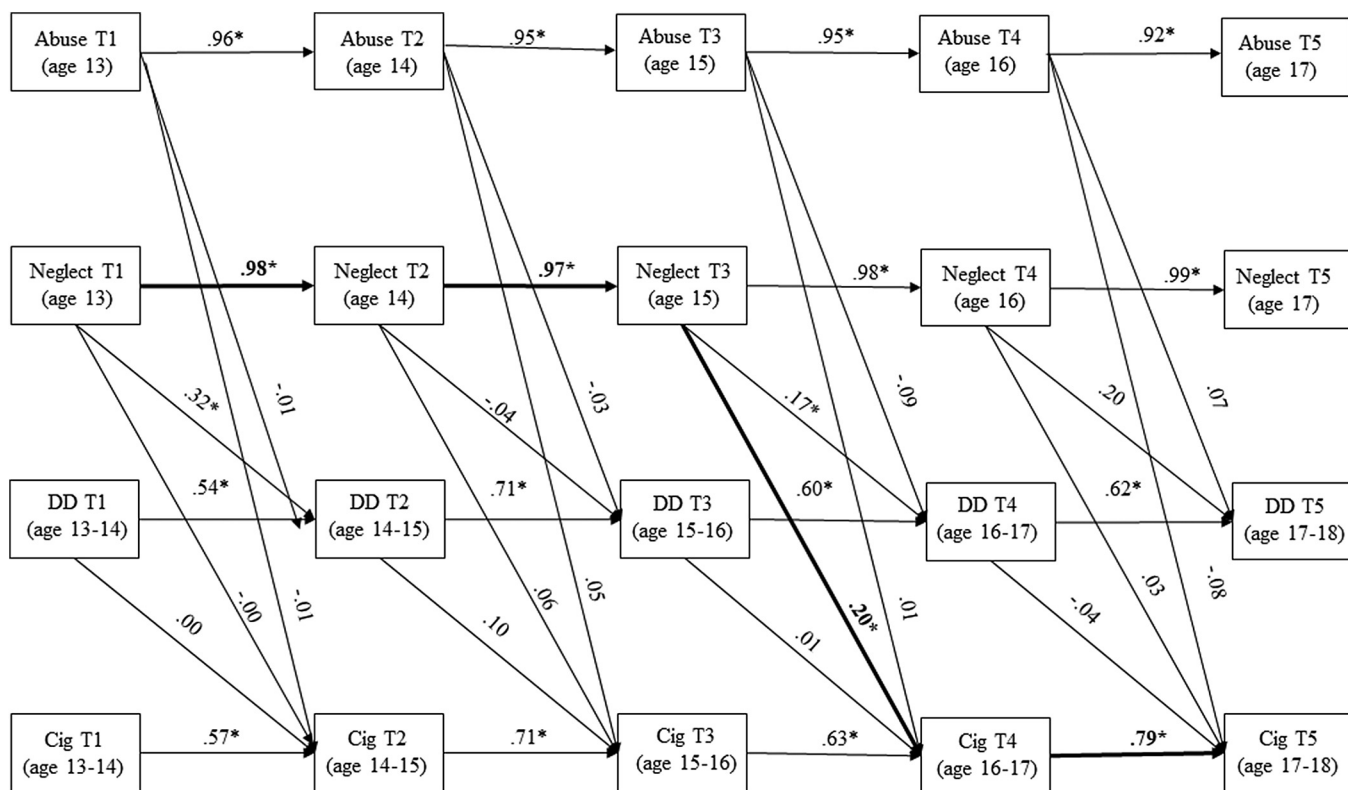 Abuse T1
(age 13)
.96*
Abuse T2
(age 14)
.95*
Abuse T3
(age 15)
.95*
Abuse T4
(age 16)
.92*
Abuse T5
(age 17)
Neglect T1
(age 13)
.98*
Neglect T2
(age 14)
.97*
Neglect T3
(age 15)
.98*
Neglect T4
(age 16)
.99*
Neglect T5
(age 17)
.32*
-.01
-.04
-.03
.17*
-.09
.20
.07
DD T1
(age 13-14)
.54*
DD T2
(age 14-15)
.71*
DD T3
(age 15-16)
.60*
DD T4
(age 16-17)
.62*
DD T5
(age 17-18)
.00
-.00
-.01
.10
.06
.05
.01
.20*
.01
-.04
.03
-.08
Cig T1
(age 13-14)
.57*
Cig T2
(age 14-15)
.71*
Cig T3
(age 15-16)
.63*
Cig T4
(age 16-17)
.79*
Cig T5
(age 17-18)